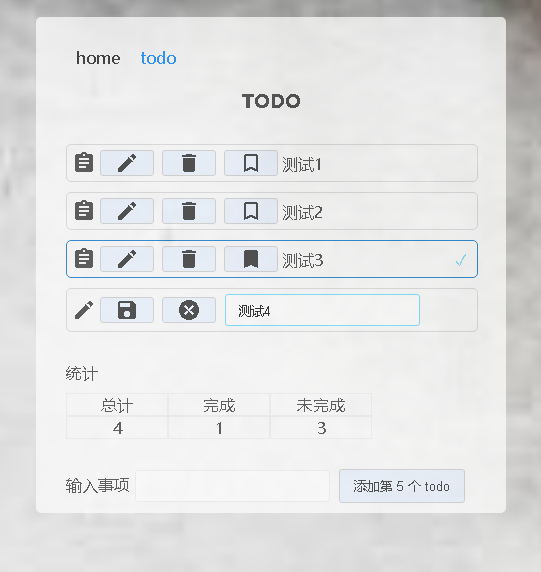 home todo
TODO
测试1
测试2
测试3
测试4
统计
总计 完成 未完成
4 1 3
输入事项 添加第 5 个 todo